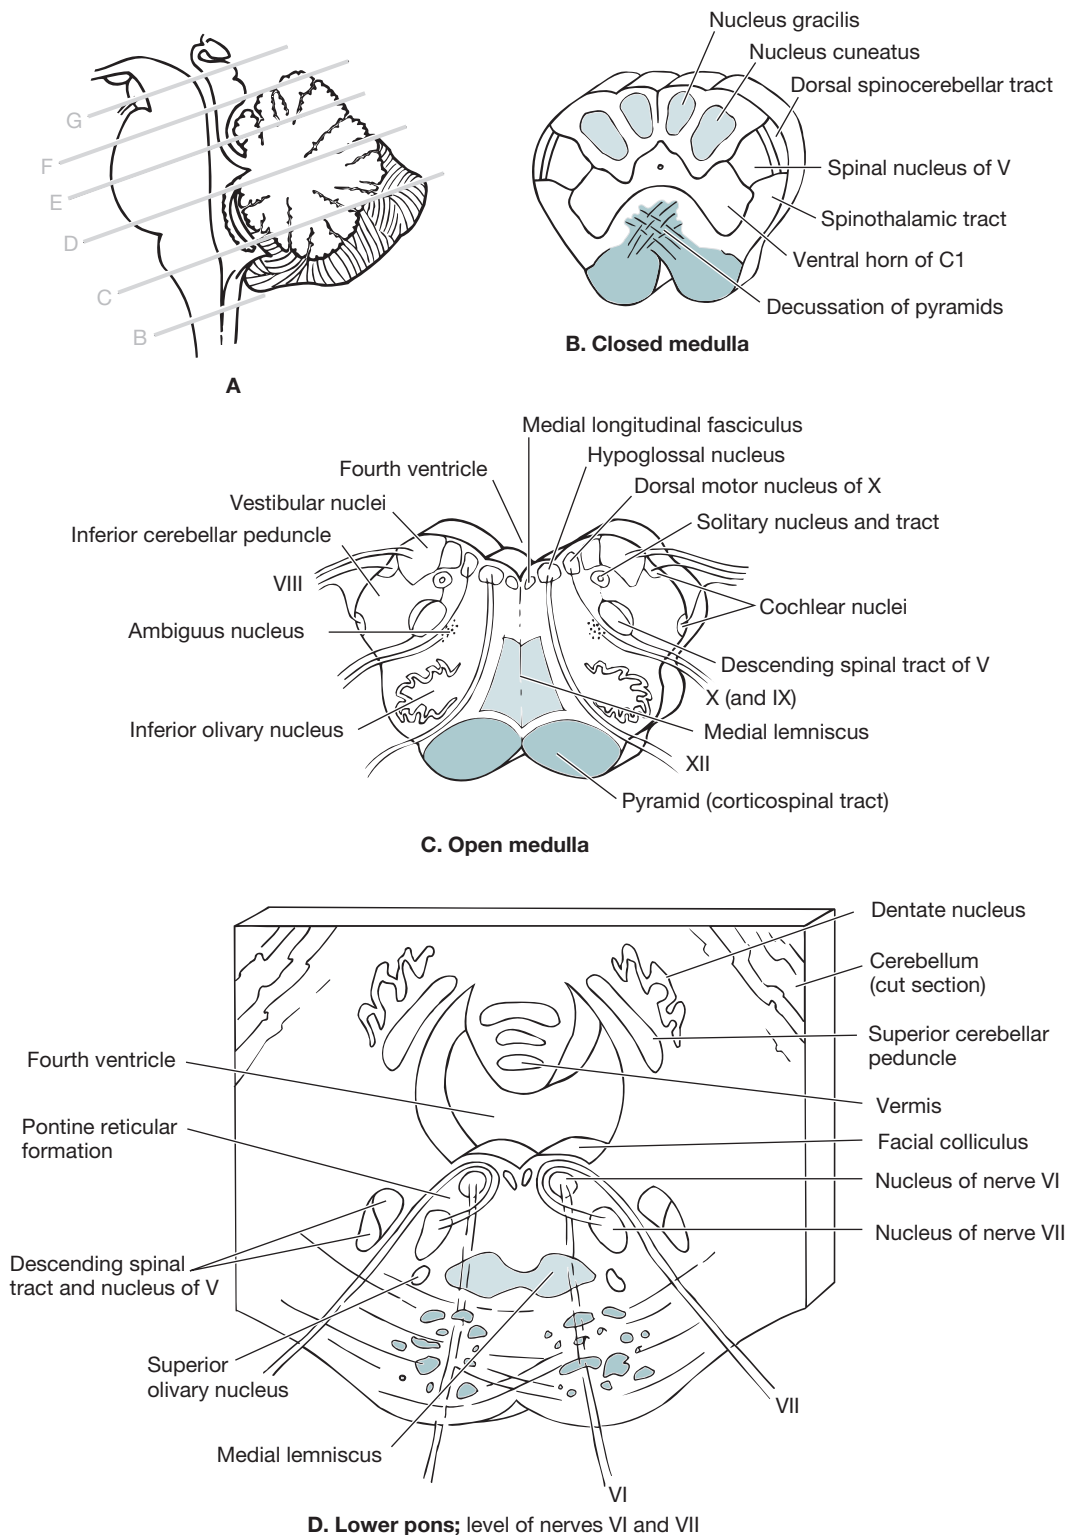 G
F
E
D
C
B
A
Nucleus gracilis
Nucleus cuneatus
Dorsal spinocerebellar tract
Spinal nucleus of V
Spinothalamic tract
Ventral horn of C1
Decussation of pyramids
B. Closed medulla
Medial longitudinal fasciculus
Hypoglossal nucleus
Fourth ventricle
Dorsal motor nucleus of X
Vestibular nuclei
Solitary nucleus and tract
Inferior cerebellar peduncle
VIII
Cochlear nuclei
Ambiguus nucleus
Descending spinal tract of V
X (and IX)
Inferior olivary nucleus
Medial lemniscus
XII
Pyramid (corticospinal tract)
C. Open medulla
Dentate nucleus
Cerebellum
(cut section)
Superior cerebellar
peduncle
Fourth ventricle
Vermis
Pontine reticular
formation
Facial colliculus
Nucleus of nerve VI
Nucleus of nerve VII
Descending spinal
tract and nucleus of V
Superior
olivary nucleus
VII
Medial lemniscus
VI
D. Lower pons; level of nerves VI and VII